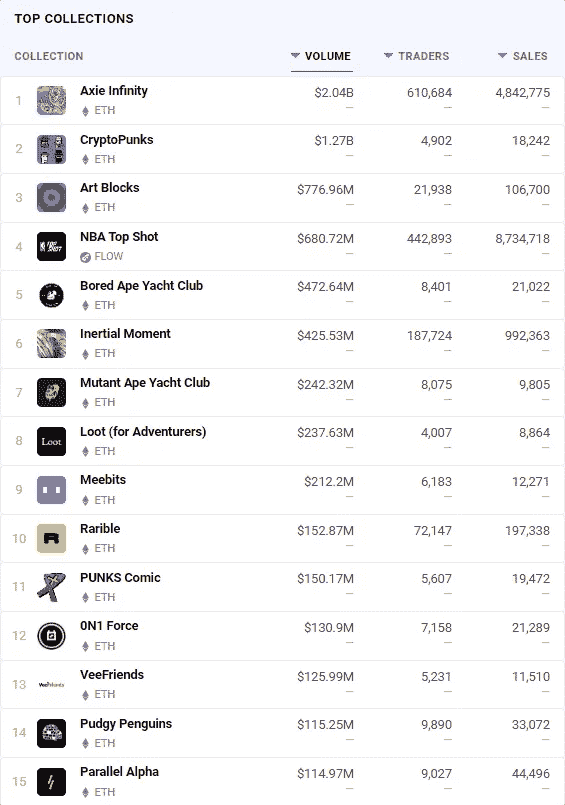 TOP COLLECTIONS
COLLECTION VOLUME TRADERS SALES
1 Axie Infinity $2.04B 610,684 4,842,775
ETH — — —
2 CryptoPunks $1.27B 4,902 18,242
ETH — — —
3 Art Blocks $776.96M 21,938 106,700
ETH — — —
4 NBA Top Shot $680.72M 442,893 8,734,718
FLOW — — —
5 Bored Ape Yacht Club $472.64M 8,401 21,022
ETH — — —
6 Inertial Moment $425.53M 187,724 992,363
ETH — — —
7 Mutant Ape Yacht Club $242.32M 8,075 9,805
ETH — — —
8 Loot Loot (for Adventurers) $237.63M 4,007 8,864
ETH — — —
9 Meebits $212.2M 6,183 12,271
ETH — — —
10 Rarible $152.87M 72,147 197,338
ETH — — —
11 PUNKS Comic $150.17M 5,607 19,472
ETH — — —
12 0N1 Force $130.9M 7,158 21,289
ETH — — —
13 VeeFriends VeeFriends $125.99M 5,231 11,510
ETH — — —
14 Pudgy Penguins $115.25M 9,890 33,072
ETH — — —
15 Parallel Alpha $114.97M 9,027 44,496
ETH — — —